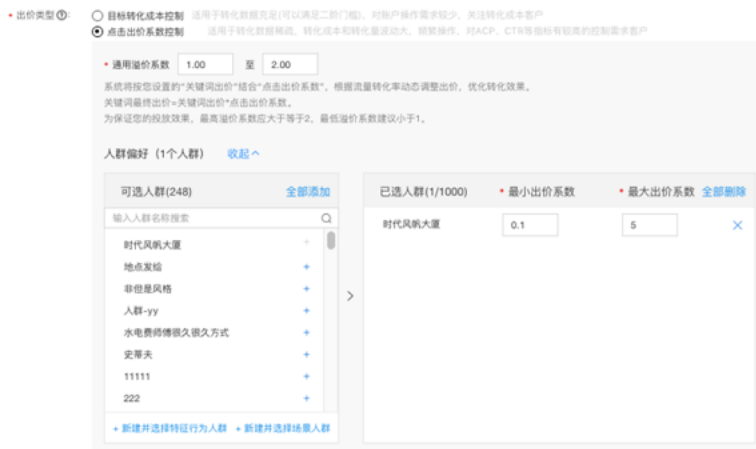 • 出价类型?:
目标转化成本控制 适用于转化数据充足(可以满足二阶门槛)、对账户操作需求较少、关注转化成本客户
点击出价系数控制 适用于转化数据稀疏、转化成本和转化量波动大、频繁操作、对ACP、CTR等指标有较高的控制需求客户
• 通用溢价系数 1.00 至 2.00
系统将按您设置的"关键词出价"结合"点击出价系数", 根据流量转化率动态调整出价、优化转化效果。
关键词最终出价=关键词出价*点击出价系数。
为保证您的投放效果, 最高溢价系数应大于等于2、最低溢价系数建议小于1。
人群偏好 (1个人群) 收起
可选人群(248) 全部添加
输入人群名称搜索
时代风帆大厦
地点发给
非但是风格
人群-yy
水电费师傅很久很久方式
史蒂夫
11111
222
+ 新建并选择特征行为人群 + 新建并选择场景人群
已选人群(1/1000) • 最小出价系数 • 最大出价系数 全部删除
时代风帆大厦 0.1 5